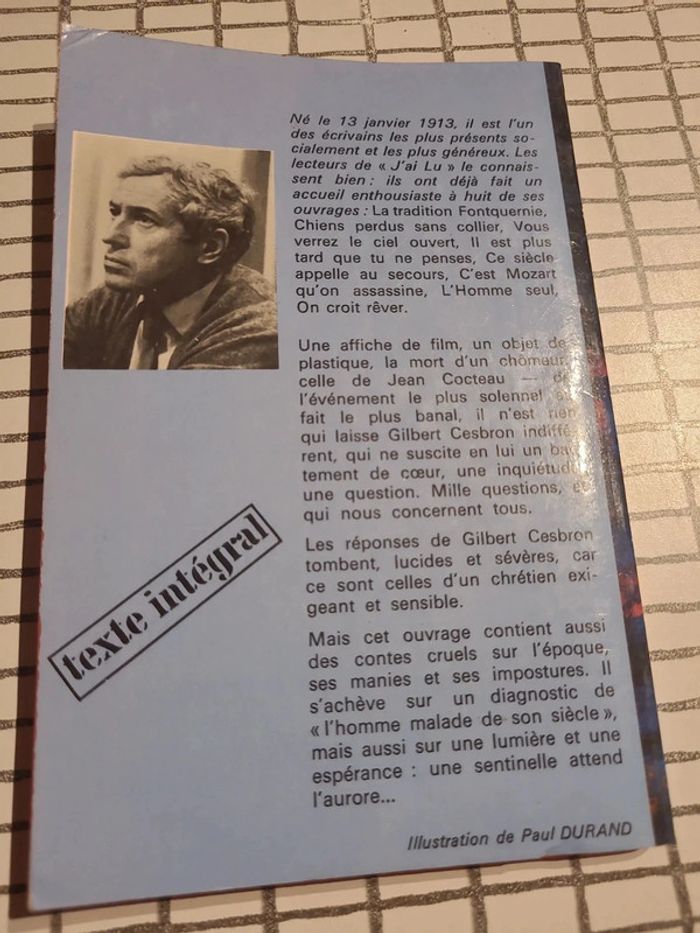 Né le 13 janvier 1913, il est l'un
des écrivains les plus présents so-
cialement et les plus généreux. Les
lecteurs de « J'ai Lu » le connais-
sent bien : ils ont déjà fait un
accueil enthousiaste à huit de ses
ouvrages : La tradition Fontquernie,
Chiens perdus sans collier, Vous
verrez le ciel ouvert, Il est plus
tard que tu ne penses, Ce siècle
appelle au secours, C'est Mozart
qu'on assassine, L'Homme seul,
On croit rêver.
Une affiche de film, un objet de
plastique, la mort d'un chômeur,
celle de Jean Cocteau — de
l'événement le plus solennel
fait le plus banal, il n'est rien
qui laisse Gilbert Cesbron indiffé-
rent, qui ne suscite en lui un bat-
tement de cœur, une inquiétude,
une question. Mille questions,
qui nous concernent tous.
Les réponses de Gilbert Cesbron
tombent, lucides et sévères, car
ce sont celles d'un chrétien exi-
geant et sensible.
Mais cet ouvrage contient aussi
des contes cruels sur l'époque,
ses manies et ses impostures. Il
s'achève sur un diagnostic de
« l'homme malade de son siècle »,
mais aussi sur une lumière et une
espérance : une sentinelle attend
l'aurore...
texte intégral
Illustration de Paul DURAND